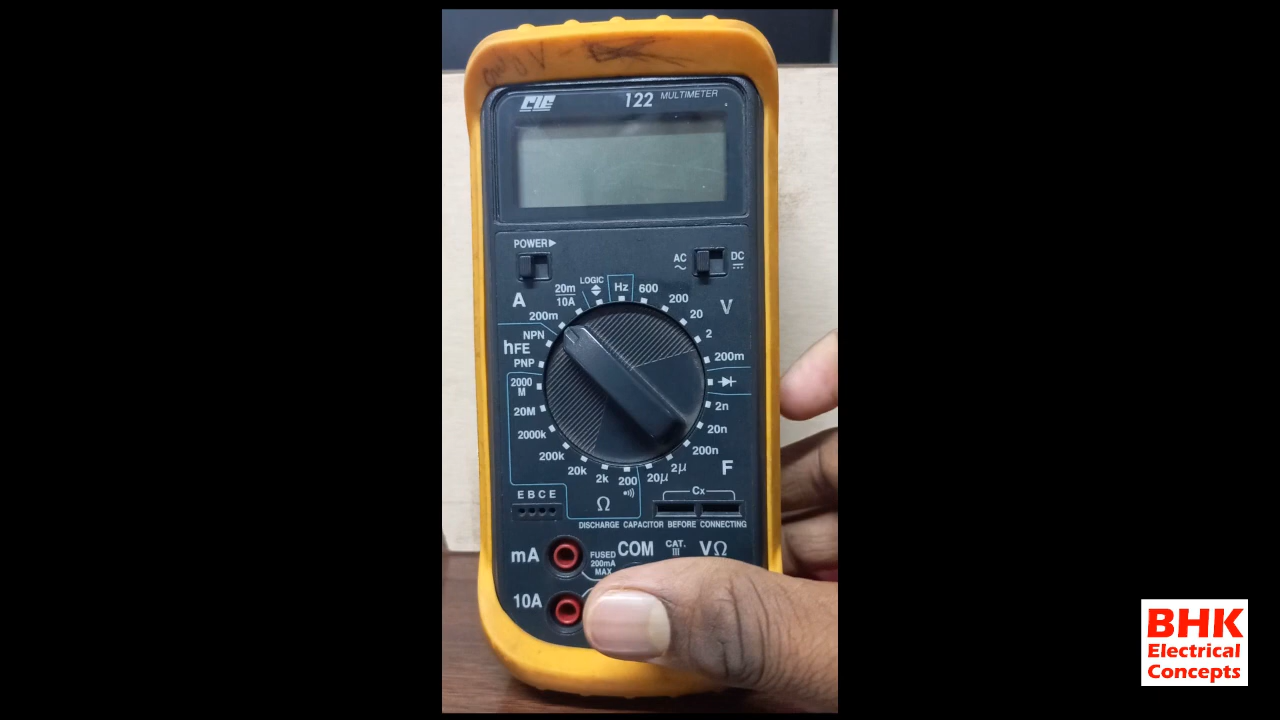 CIE 122 MULTIMETER
POWER▶
AC DC
A 20m LOGIC Hz 600
10A 200
200m 20 V
NPN 2
hFE
PNP 200m
2000
M
20M 2n
2000k 20n
200k 200n
20k 2µ F
2k 200 20µ
Ω
E B C E Cx
DISCHARGE CAPACITOR BEFORE CONNECTING
mA FUSED COM CAT. VΩ
200mA III
MAX
10A
BHK
Electrical
Concepts